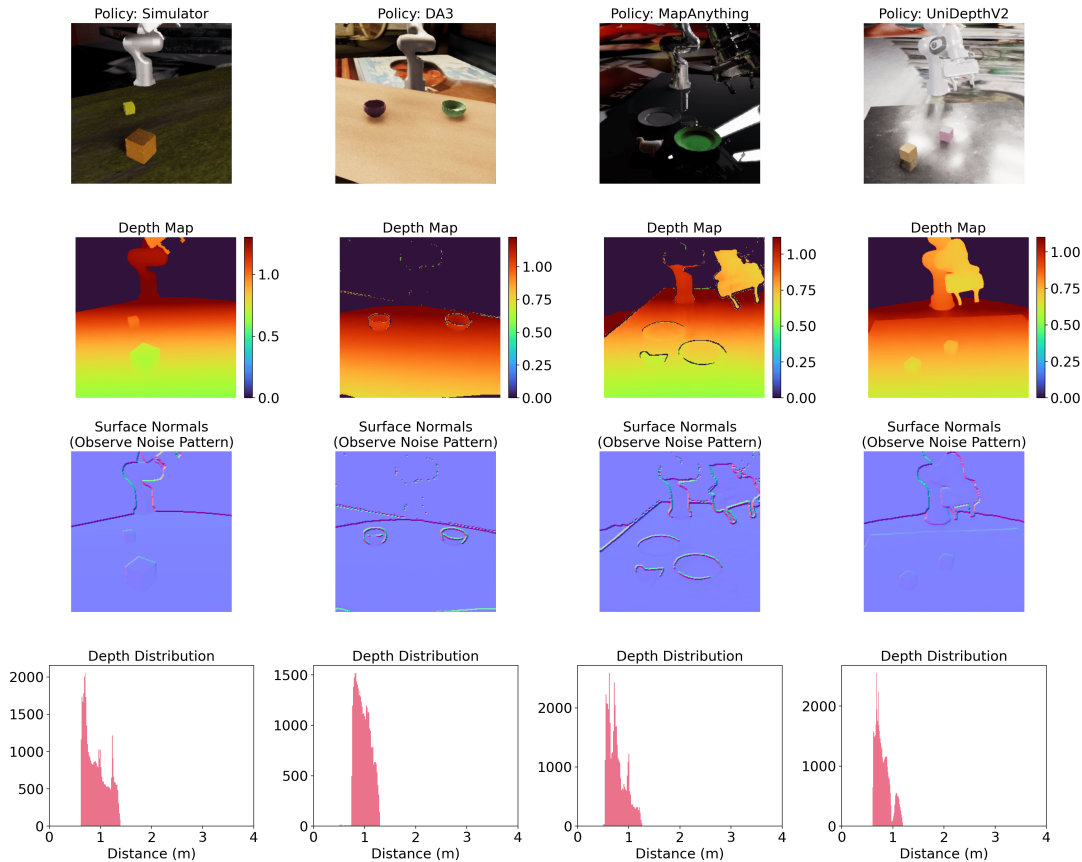 Policy: Simulator
Policy: DA3
Policy: MapAnything
Policy: UniDepthV2
Depth Map
Depth Map
Depth Map
Depth Map
1.0
0.5
0.0
1.00
0.75
0.50
0.25
0.00
1.00
0.75
0.50
0.25
0.00
1.00
0.75
0.50
0.25
0.00
Surface Normals
(Observe Noise Pattern)
Surface Normals
(Observe Noise Pattern)
Surface Normals
(Observe Noise Pattern)
Surface Normals
(Observe Noise Pattern)
Depth Distribution
2000
1500
1000
500
0
0 1 2 3 4
Distance (m)
Depth Distribution
1500
1000
500
0
0 1 2 3 4
Distance (m)
Depth Distribution
2000
1000
0
0 1 2 3 4
Distance (m)
Depth Distribution
2000
1000
0
0 1 2 3 4
Distance (m)